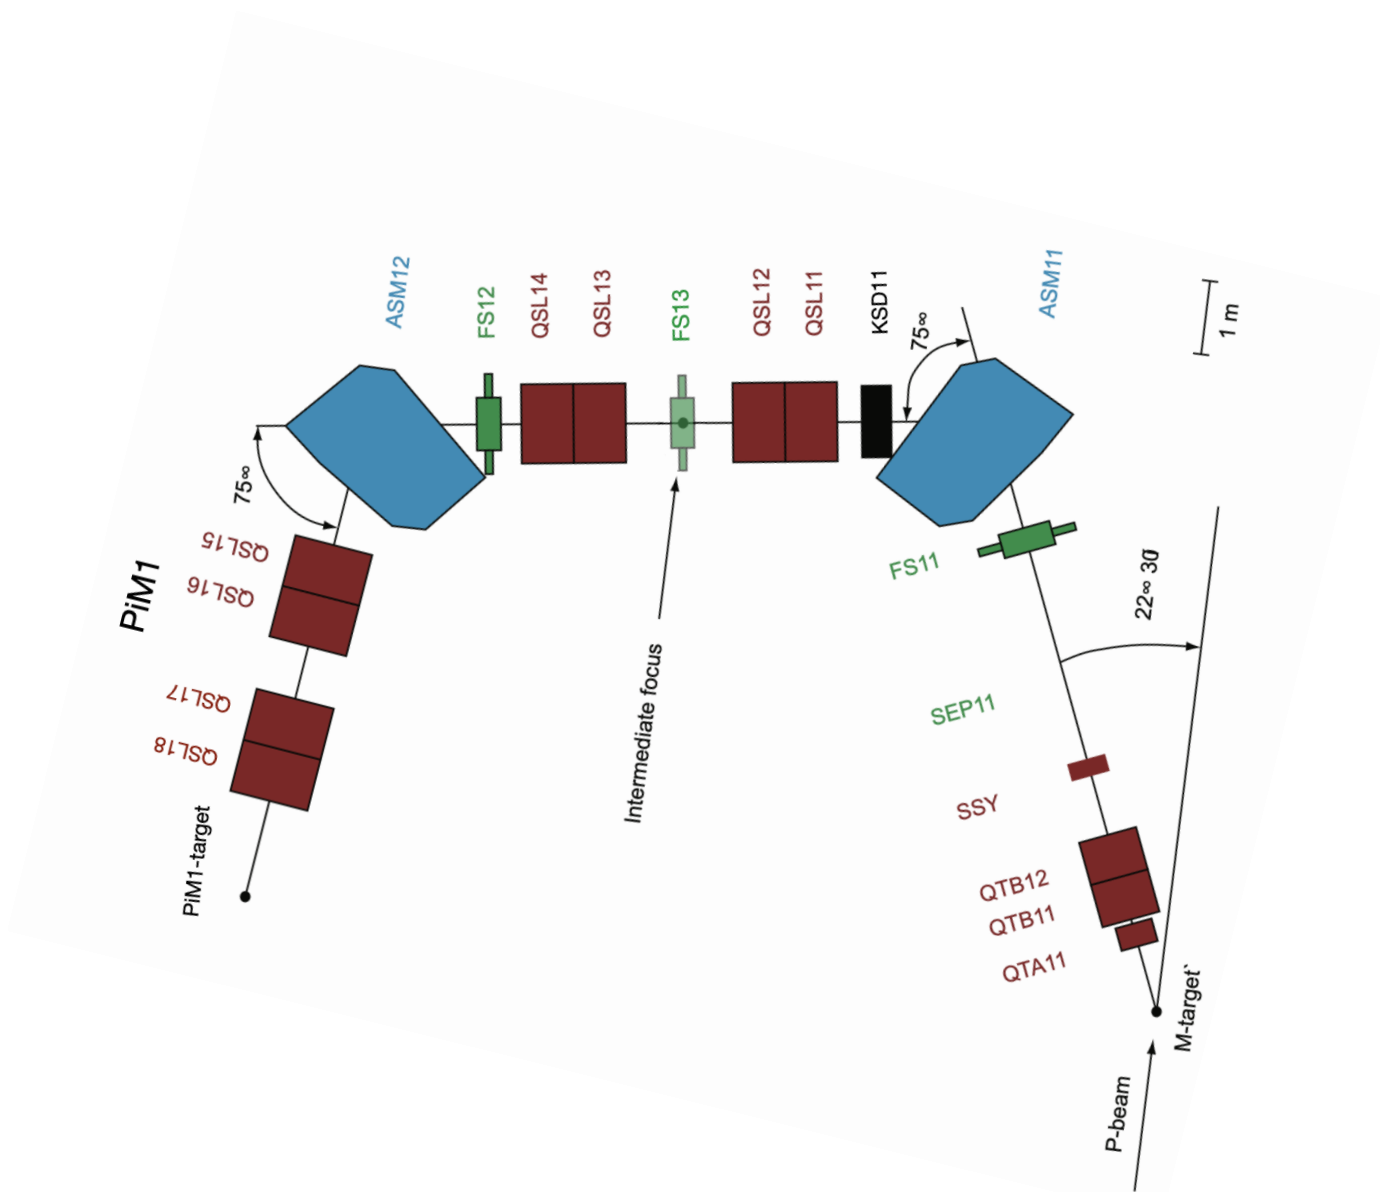 ASM12
FS12
QSL14
QSL13
FS13
QSL12
QSL11
KSD11
ASM11
75∞
1 m
75∞
QSL15
QSL16
PiM1
FS11
22∞ 30
QSL17
QSL18
Intermediate focus
SEP11
SSY
PiM1-target
QTB12
QTB11
QTA11
M-target`
P-beam